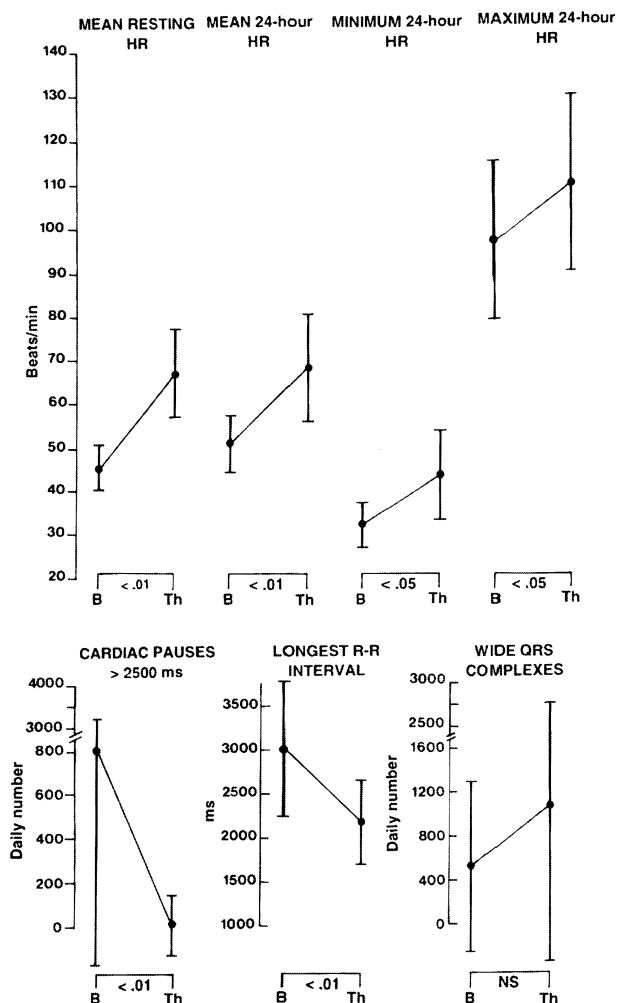 MEAN RESTING HR
MEAN 24-hour HR
MINIMUM 24-hour HR
MAXIMUM 24-hour HR
Beats/min
140
130
120
110
100
90
80
70
60
50
40
30
20
< .01
< .01
< .05
< .05
B Th
B Th
B Th
B Th
CARDIAC PAUSES
> 2500 ms
Daily number
4000
3000
800
600
400
200
0
< .01
B Th
LONGEST R-R
INTERVAL
ms
3500
3000
2500
2000
1500
1000
< .01
B Th
WIDE QRS
COMPLEXES
Daily number
3000
2500
1600
1200
800
400
0
NS
B Th